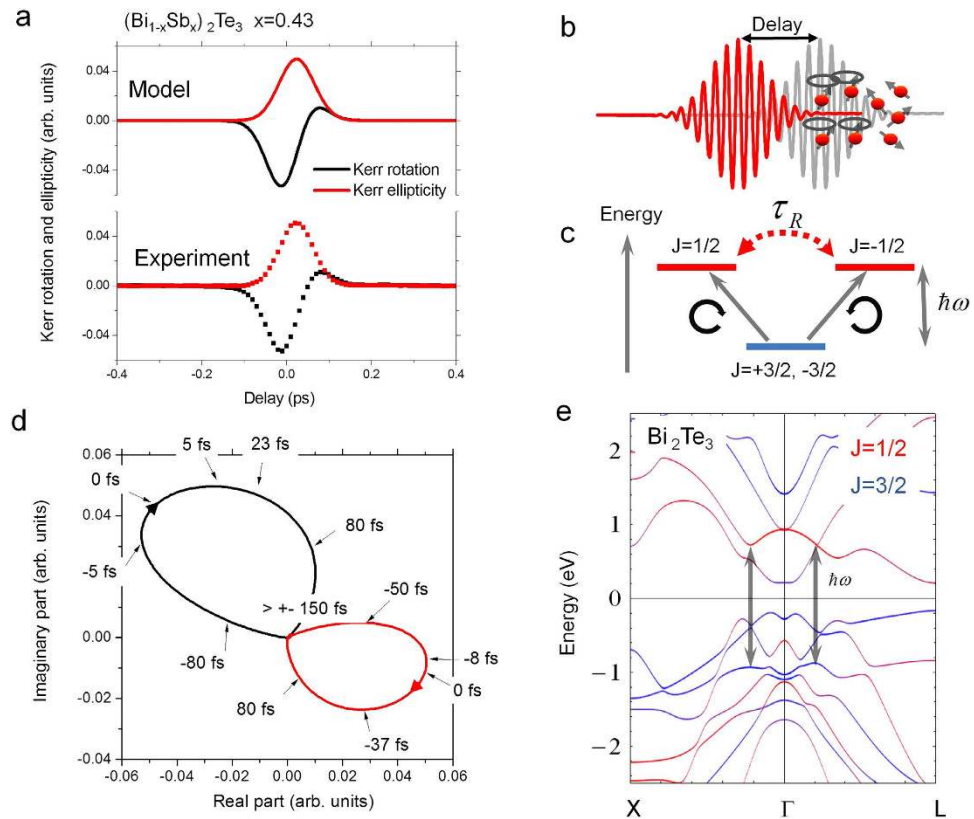 a
(Bi1-xSbx) 2Te3 x=0.43
Kerr rotation and ellipticity (arb. units)
0.04
0.00
-0.04
Model
Kerr rotation
Kerr ellipticity
0.04
0.00
-0.04
Experiment
-0.4
-0.2
0.0
0.2
0.4
Delay (ps)
b
Delay
c
Energy
τR
J=1/2
J=-1/2
ħω
J=+3/2, -3/2
d
0.06
0.04
0.02
0.00
-0.02
-0.04
Imaginary part (arb. units)
0.06
5 fs
23 fs
0 fs
80 fs
-5 fs
> +- 150 fs
-50 fs
-80 fs
-8 fs
0 fs
80 fs
-37 fs
-0.06
-0.04
-0.02
0.00
0.02
0.04
0.06
Real part (arb. units)
e
Bi2Te3
J=1/2
J=3/2
ħω
Energy (eV)
2
1
0
−1
−2
X
Γ
L